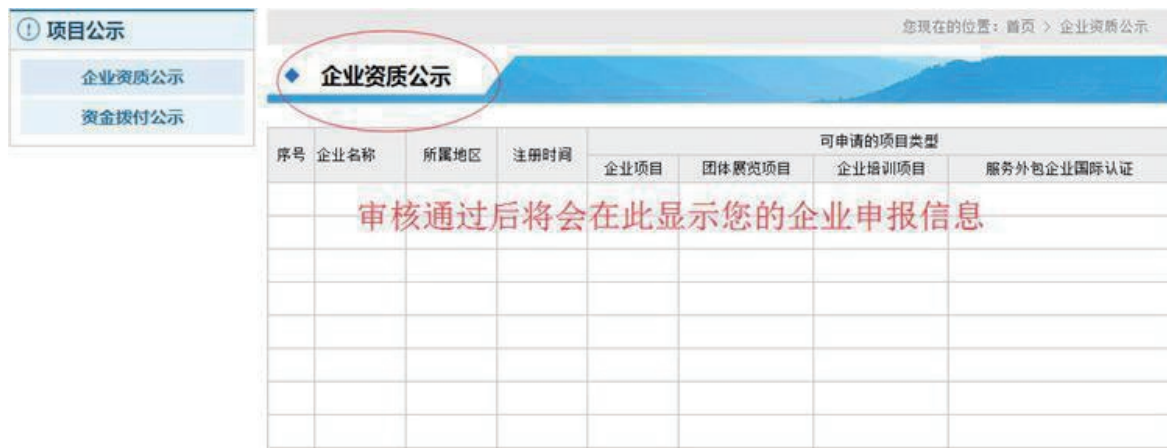 项目公示
企业资质公示
资金拨付公示
您现在的位置：首页 > 企业资质公示
企业资质公示
序号 企业名称 所属地区 注册时间 可申请的项目类型
企业项目 团体展览项目 企业培训项目 服务外包企业国际认证
审核通过后将会在此显示您的企业申报信息